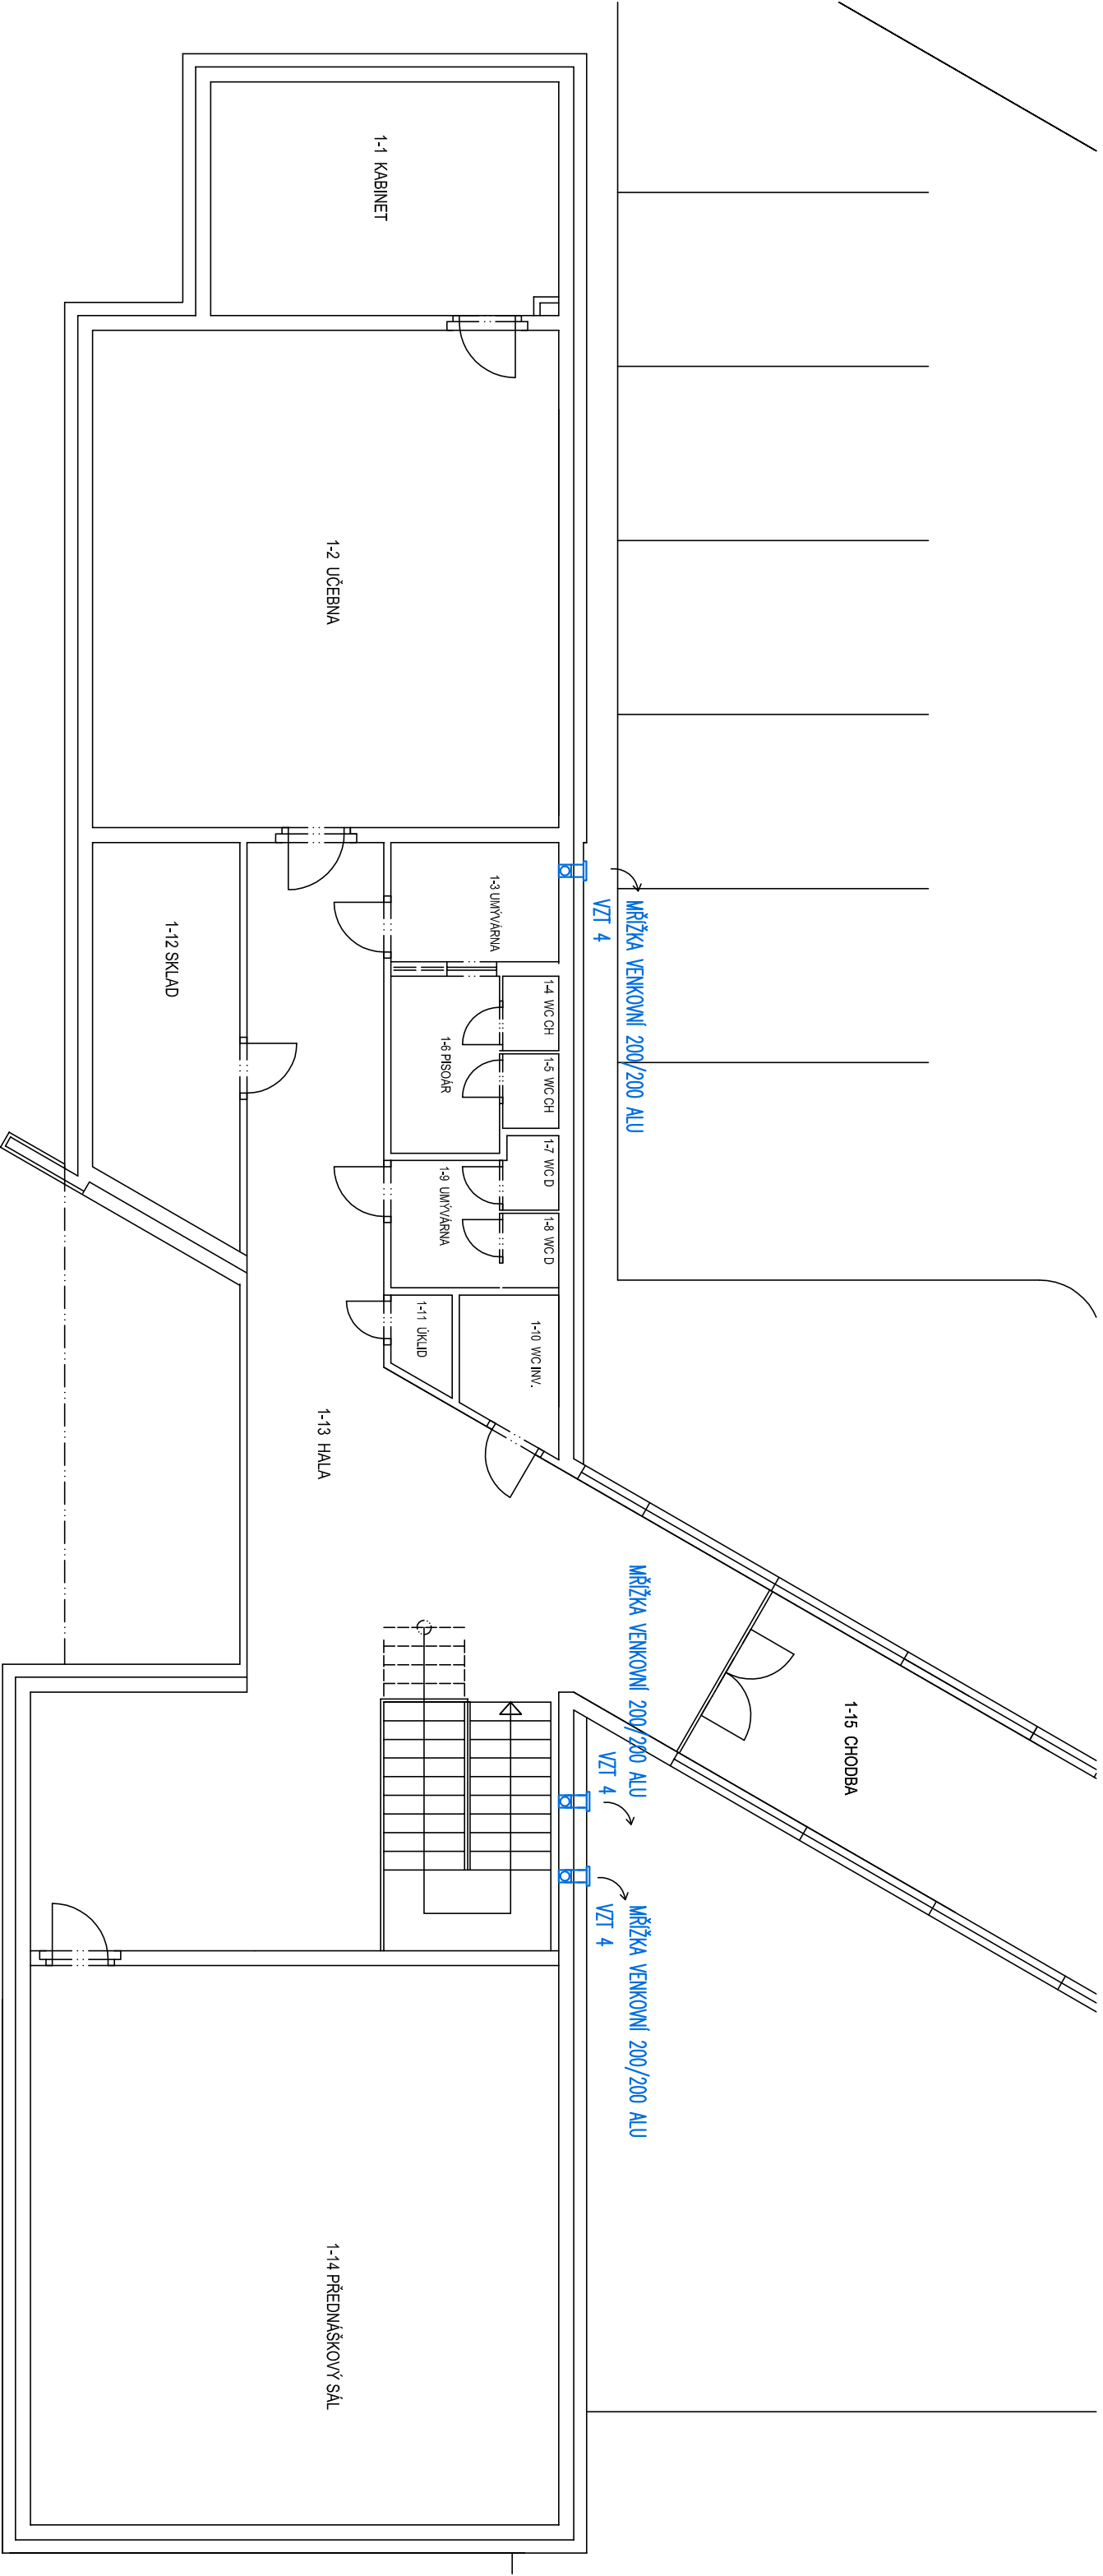 1-1 KABINET
1-2 UČEBNA
1-3 UMÝVÁRNA
1-4 WC CH
1-5 WC CH
1-6 PISOÁR
1-7 WC D
1-8 WC D
1-9 UMÝVÁRNA
1-10 WC INV.
1-11 ÚKLID
1-12 SKLAD
1-13 HALA
1-14 PŘEDNÁŠKOVÝ SÁL
1-15 CHODBA
MŘÍŽKA VENKOVNÍ 200/200 ALU
VZT 4
MŘÍŽKA VENKOVNÍ 200/200 ALU
VZT 4
MŘÍŽKA VENKOVNÍ 200/200 ALU
VZT 4